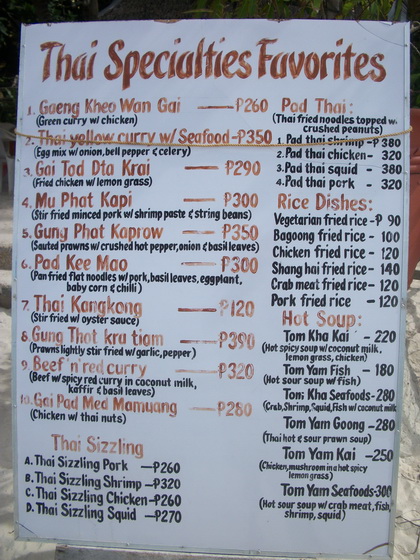 Thai Specialties Favorites
1. Gaeng Kheo Wan Gai — P260
(Green curry w/ chicken)
2. Thai yellow curry w/ Seafood - P350
(Egg mix w/ onion, bell pepper & celery)
3. Gai Tod Dta Krai — P290
(Fried chicken w/ lemon grass)
4. Mu Phat Kapi — P300
(Stir fried minced pork w/ shrimp paste & string beans)
5. Gung Phat Kaprow — P350
(Sauted prawns w/ crushed hot pepper, onion & basil leaves)
6. Pad Kee Mao — P300
(Pan fried flat noodles w/ pork, basil leaves, eggplant,
baby corn & chilli)
7. Thai Kangkong — P120
(Stir fried w/ oyster sauce)
8. Gung Thot kra tiam — P390
(Prawns lightly stir fried w/ garlic, pepper)
9. Beef 'n' red curry — P320
(Beef w/ spicy red curry in coconut milk,
kaffir & basil leaves)
10. Gai Pad Med Mamuang — P280
(Chicken w/ thai nuts)
Thai Sizzling
A. Thai Sizzling Pork — P260
B. Thai Sizzling Shrimp — P320
C. Thai Sizzling Chicken — P260
D. Thai Sizzling Squid — P270
Pad Thai :
(Thai fried noodles topped w/
crushed peanuts)
1. Pad thai shrimp - P 380
2. Pad thai chicken - 320
3. Pad thai squid - 380
4. Pad thai pork - 320
Rice Dishes:
Vegetarian fried rice - P 90
Bagoong fried rice - 100
Chicken fried rice - 120
Shang hai fried rice - 140
Crab meat fried rice - 120
Pork fried rice - 120
Hot Soup:
Tom Kha Kai - 220
(Hot spicy soup w/ coconut milk,
lemon grass, chicken)
Tom Yam Fish - 180
(Hot sour soup w/ fish)
Tom Kha Seafoods - 280
(Crab, Shrimp, Squid, Fish w/ coconut milk
Tom Yam Goong - 280
(Thai hot & sour prawn soup)
Tom Yam Kai - 250
(Chicken, mushroom in a hot spicy
lemon grass)
Tom Yam Seafoods - 300
(Hot sour soup w/ crab meat, fish,
shrimp, squid)